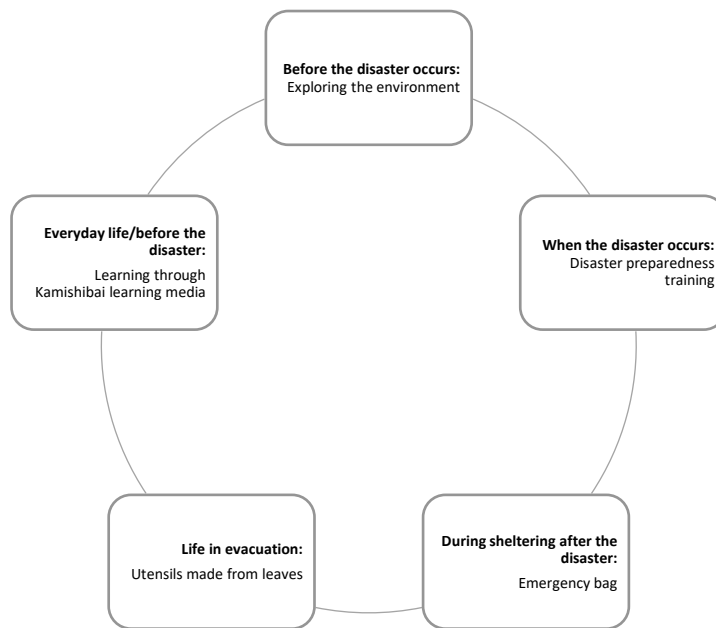 Before the disaster occurs:
Exploring the environment
When the disaster occurs:
Disaster preparedness
training
During sheltering after the
disaster:
Emergency bag
Life in evacuation:
Utensils made from leaves
Everyday life/before the
disaster:
Learning through
Kamishibai learning media